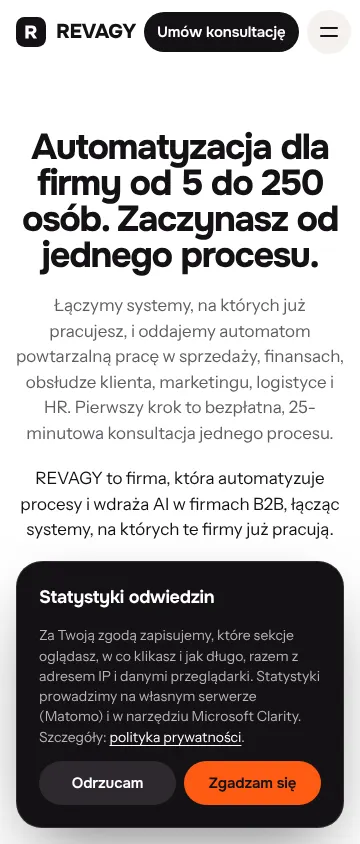 R REVAGY Umów konsultację
Automatyzacja dla
firmy od 5 do 250
osób. Zaczynasz od
jednego procesu.
Łączymy systemy, na których już
pracujesz, i oddajemy automatom
powtarzalną pracę w sprzedaży, finansach,
obsłudze klienta, marketingu, logistyce i
HR. Pierwszy krok to bezpłatna, 25-
minutowa konsultacja jednego procesu.
REVAGY to firma, która automatyzuje
procesy i wdraża AI w firmach B2B, łącząc
systemy, na których te firmy już pracują.
Statystyki odwiedzin
Za Twoją zgodą zapisujemy, które sekcje
oglądasz, w co klikasz i jak długo, razem z
adresem IP i danymi przeglądarki. Statystyki
prowadzimy na własnym serwerze
(Matomo) i w narzędziu Microsoft Clarity.
Szczegóły: polityka prywatności.
Odrzucam Zgadzam się